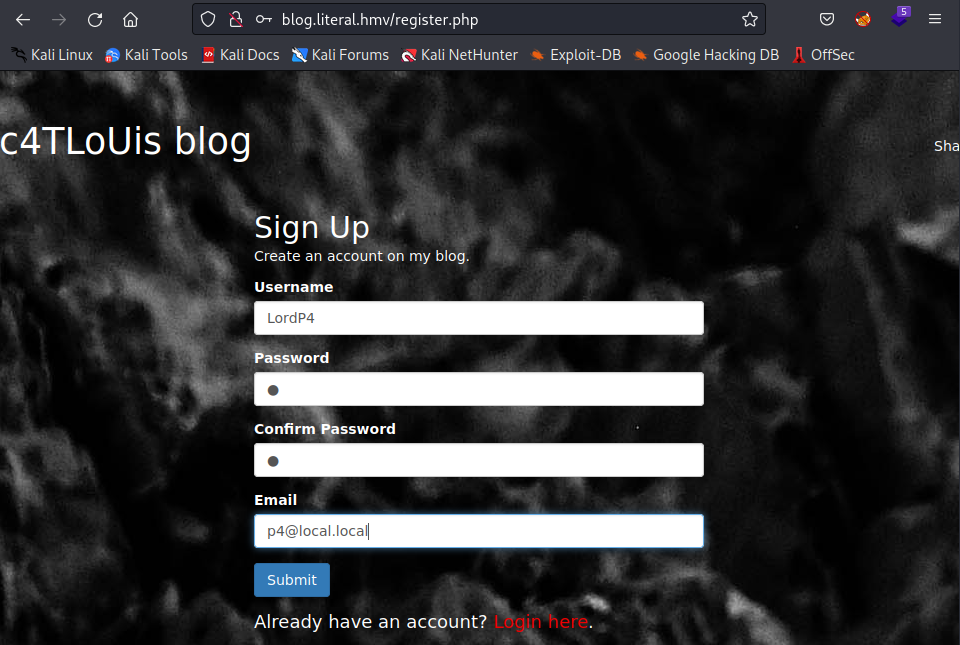 blog.literal.hmv/register.php
5
Kali Linux Kali Tools Kali Docs Kali Forums Kali NetHunter Exploit-DB Google Hacking DB OffSec
c4TLoUis blog
Sha
Sign Up
Create an account on my blog.
Username
LordP4
Password
●
Confirm Password
●
Email
p4@local.local
Submit
Already have an account? Login here.